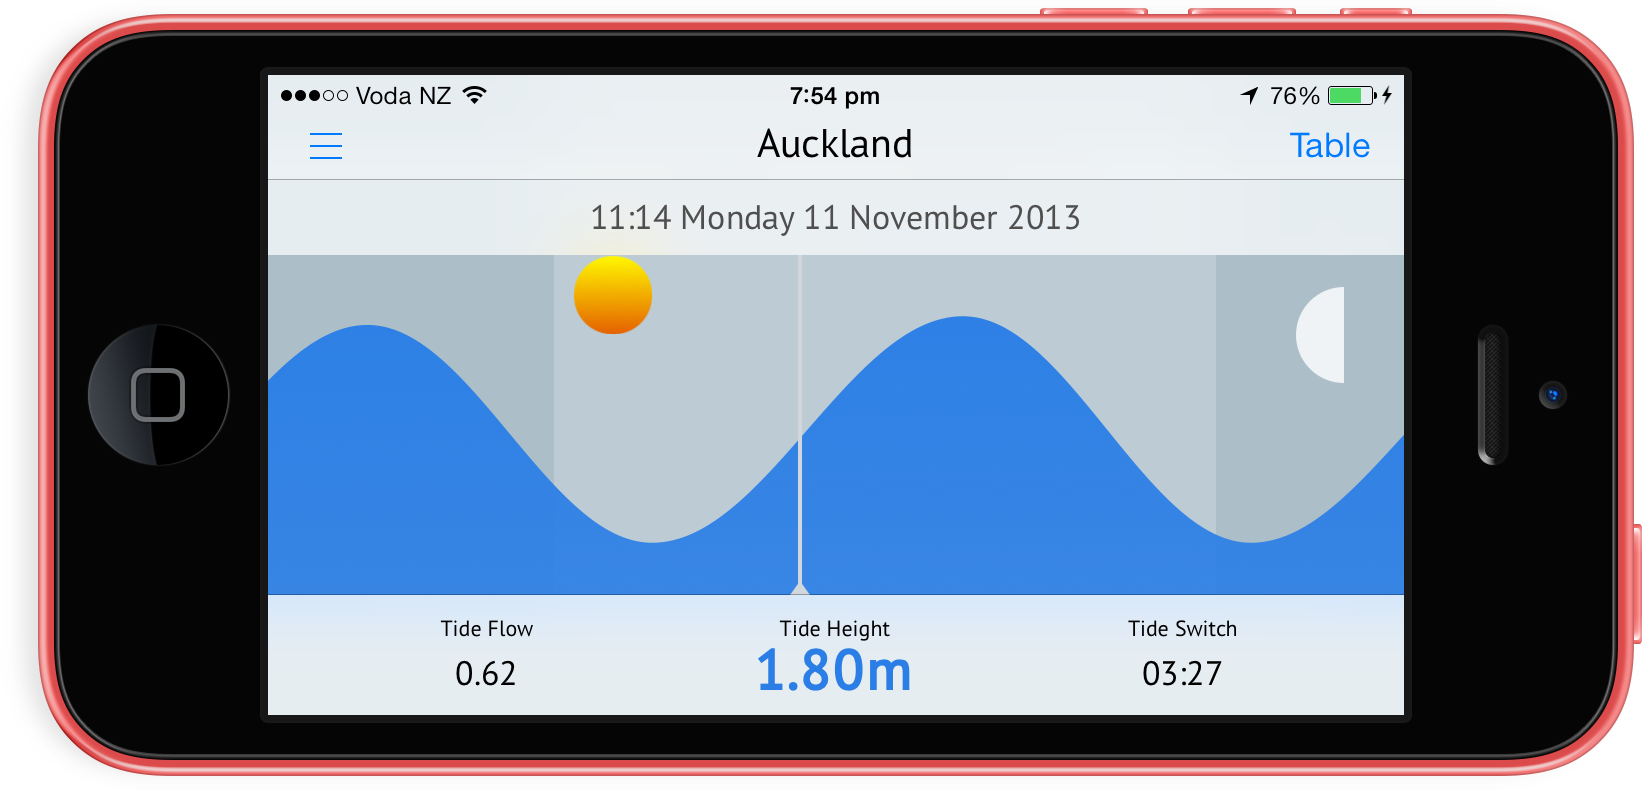 Voda NZ 7:54 pm 76%
Auckland Table
11:14 Monday 11 November 2013
Tide Flow Tide Height Tide Switch
0.62 1.80m 03:27